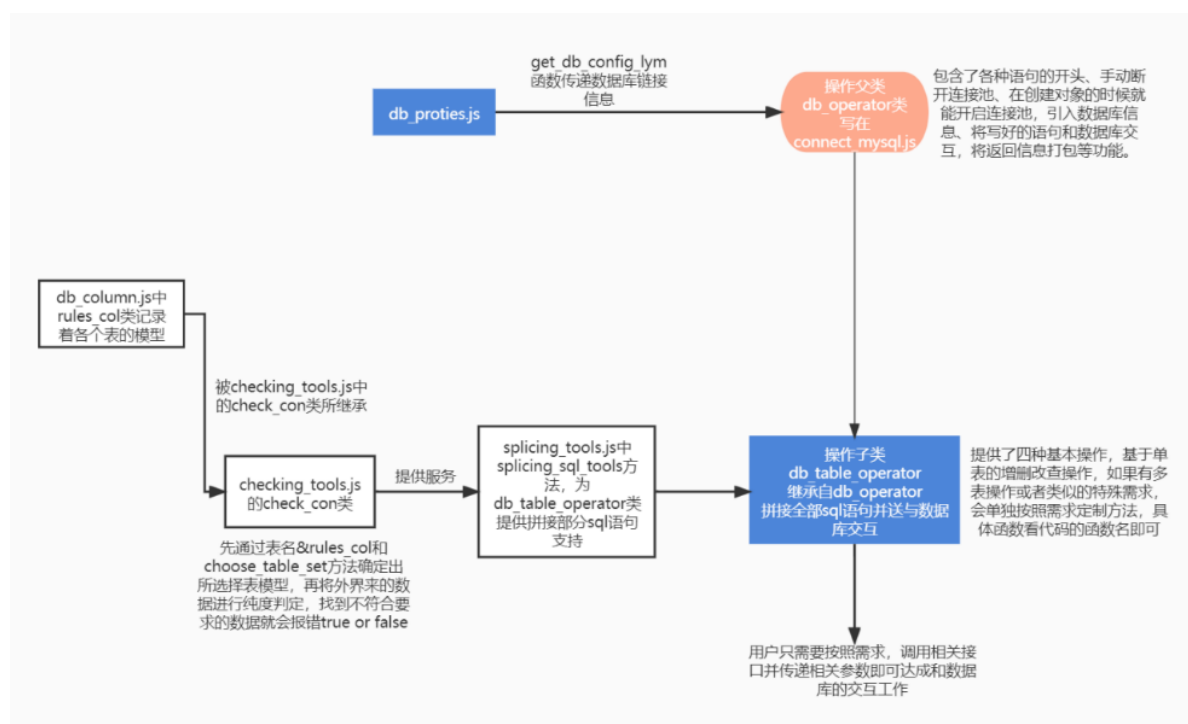 get_db_config_lym
函数传递数据库链接
信息
db_proties.js
操作父类
db_operator类
写在
connect_mysql.js
包含了各种语句的开头、手动断
开连接池、在创建对象的时候就
能开启连接池，引入数据库信
息、将写好的语句和数据库交
互，将返回信息打包等功能。
db_column.js中
rules_col类记录
着各个表的模型
被checking_tools.js中
的check_con类所继承
checking_tools.js
的check_con类
提供服务
splicing_tools.js中
splicing_sql_tools方
法，为
db_table_operator类
提供拼接部分sql语句
支持
操作子类
db_table_operator
继承自db_operator
拼接全部sql语句并送与数据
库交互
提供了四种基本操作，基于单
表的增删改查操作，如果有多
表操作或者类似的特殊需求，
会单独按照需求定制方法，具
体函数看代码的函数名即可
先通过表名&rules_col和
choose_table_set方法确定出
所选择表模型，再将外界来的数
据进行纯度判定，找到不符合要
求的数据就会报错true or false
用户只需要按照需求，调用相关接
口并传递相关参数即可达成和数据
库的交互工作